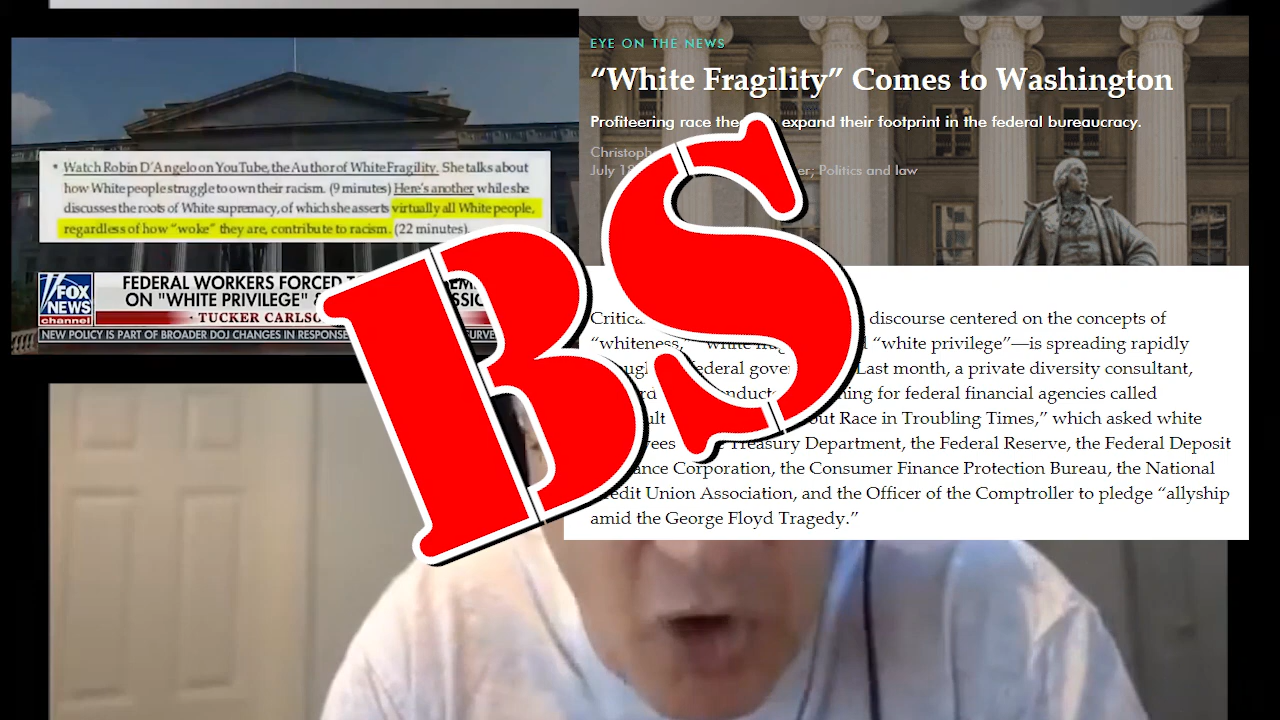 • Watch Robin D'Angelo on YouTube, the Author of White Fragility. She talks about
how White people struggle to own their racism. (9 minutes) Here's another while she
discusses the roots of White supremacy, of which she asserts virtually all White people,
regardless of how "woke" they are, contribute to racism. (22 minutes).
FOX
NEWS
channel
FEDERAL WORKERS FORCED
ON "WHITE PRIVILEGE" &
• TUCKER
NEW POLICY IS PART OF BROADER DOJ CHANGES IN RESPONSE
EYE ON THE NEWS
“White Fragility” Comes to Washington
Profiteering race expand their footprint in the federal bureaucracy.
July Politics and law
BS
discourse centered on the concepts of
“whiteness, “white privilege”—is spreading rapidly
federal Last month, a private diversity consultant,
for federal financial agencies called
Race in Troubling Times,” which asked white
Treasury Department, the Federal Reserve, the Federal Deposit
Corporation, the Consumer Finance Protection Bureau, the National
Credit Union Association, and the Officer of the Comptroller to pledge “allyship
amid the George Floyd Tragedy.”